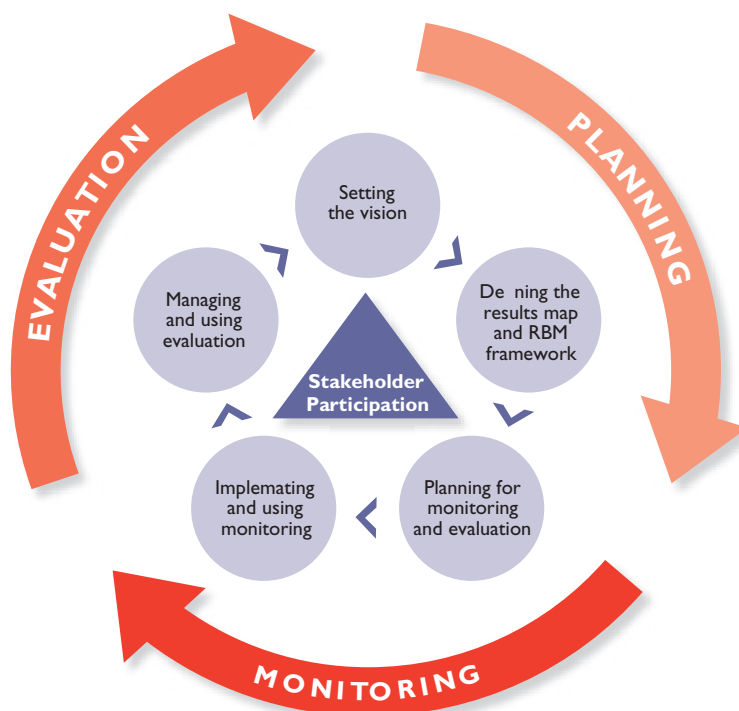 EVALUATION
PLANNING
Setting
the vision
De ning the
results map
and RBM
framework
Planning for
monitoring
and evaluation
Implemating
and using
monitoring
Managing
and using
evaluation
Stakeholder
Participation
MONITORING